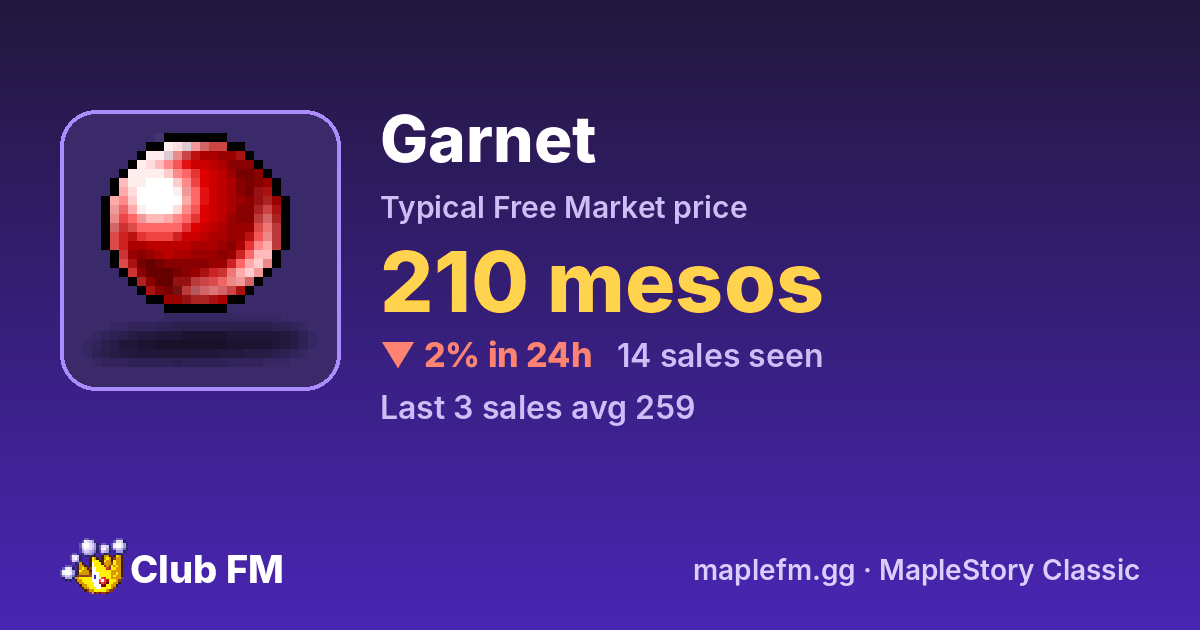 Garnet
Typical Free Market price
210 mesos
▼ 2% in 24h 14 sales seen
Last 3 sales avg 259
Club FM
maplefm.gg · MapleStory Classic